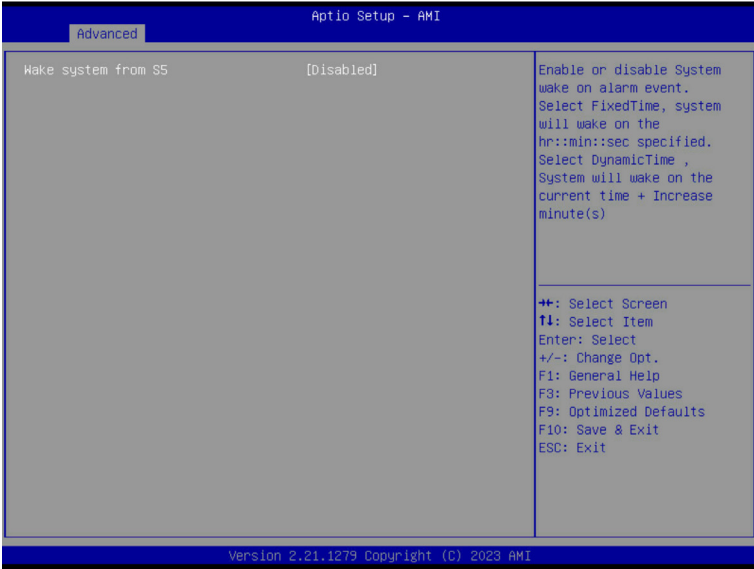 Aptio Setup – AMI
Advanced
Wake system from S5 [Disabled]
Enable or disable System
wake on alarm event.
Select FixedTime, system
will wake on the
hr::min::sec specified.
Select DynamicTime ,
System will wake on the
current time + Increase
minute(s)
→←: Select Screen
↑↓: Select Item
Enter: Select
+/-: Change Opt.
F1: General Help
F3: Previous Values
F9: Optimized Defaults
F10: Save & Exit
ESC: Exit
Version 2.21.1279 Copyright (C) 2023 AMI